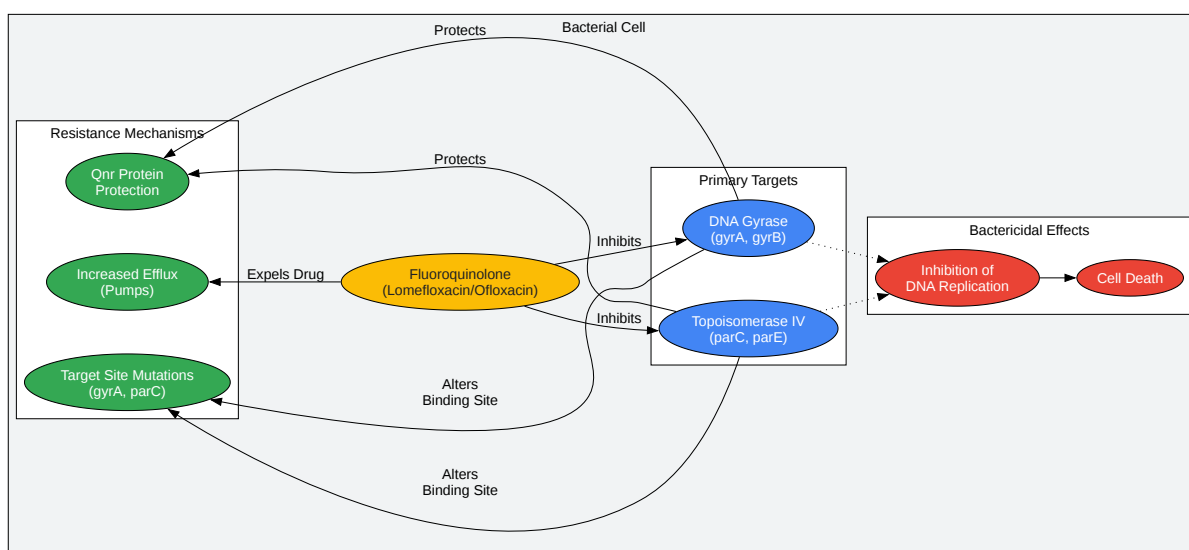 Bacterial Cell
Protects
Resistance Mechanisms
Qnr Protein
Protection
Protects
Primary Targets
DNA Gyrase
(gyrA, gyrB)
Bactericidal Effects
Inhibits
Increased Efflux
(Pumps)
Expels Drug
Fluoroquinolone
(Lomefloxacin/Ofloxacin)
Inhibition of
DNA Replication
Cell Death
Inhibits
Topoisomerase IV
(parC, parE)
Target Site Mutations
(gyrA, parC)
Alters
Binding Site
Alters
Binding Site